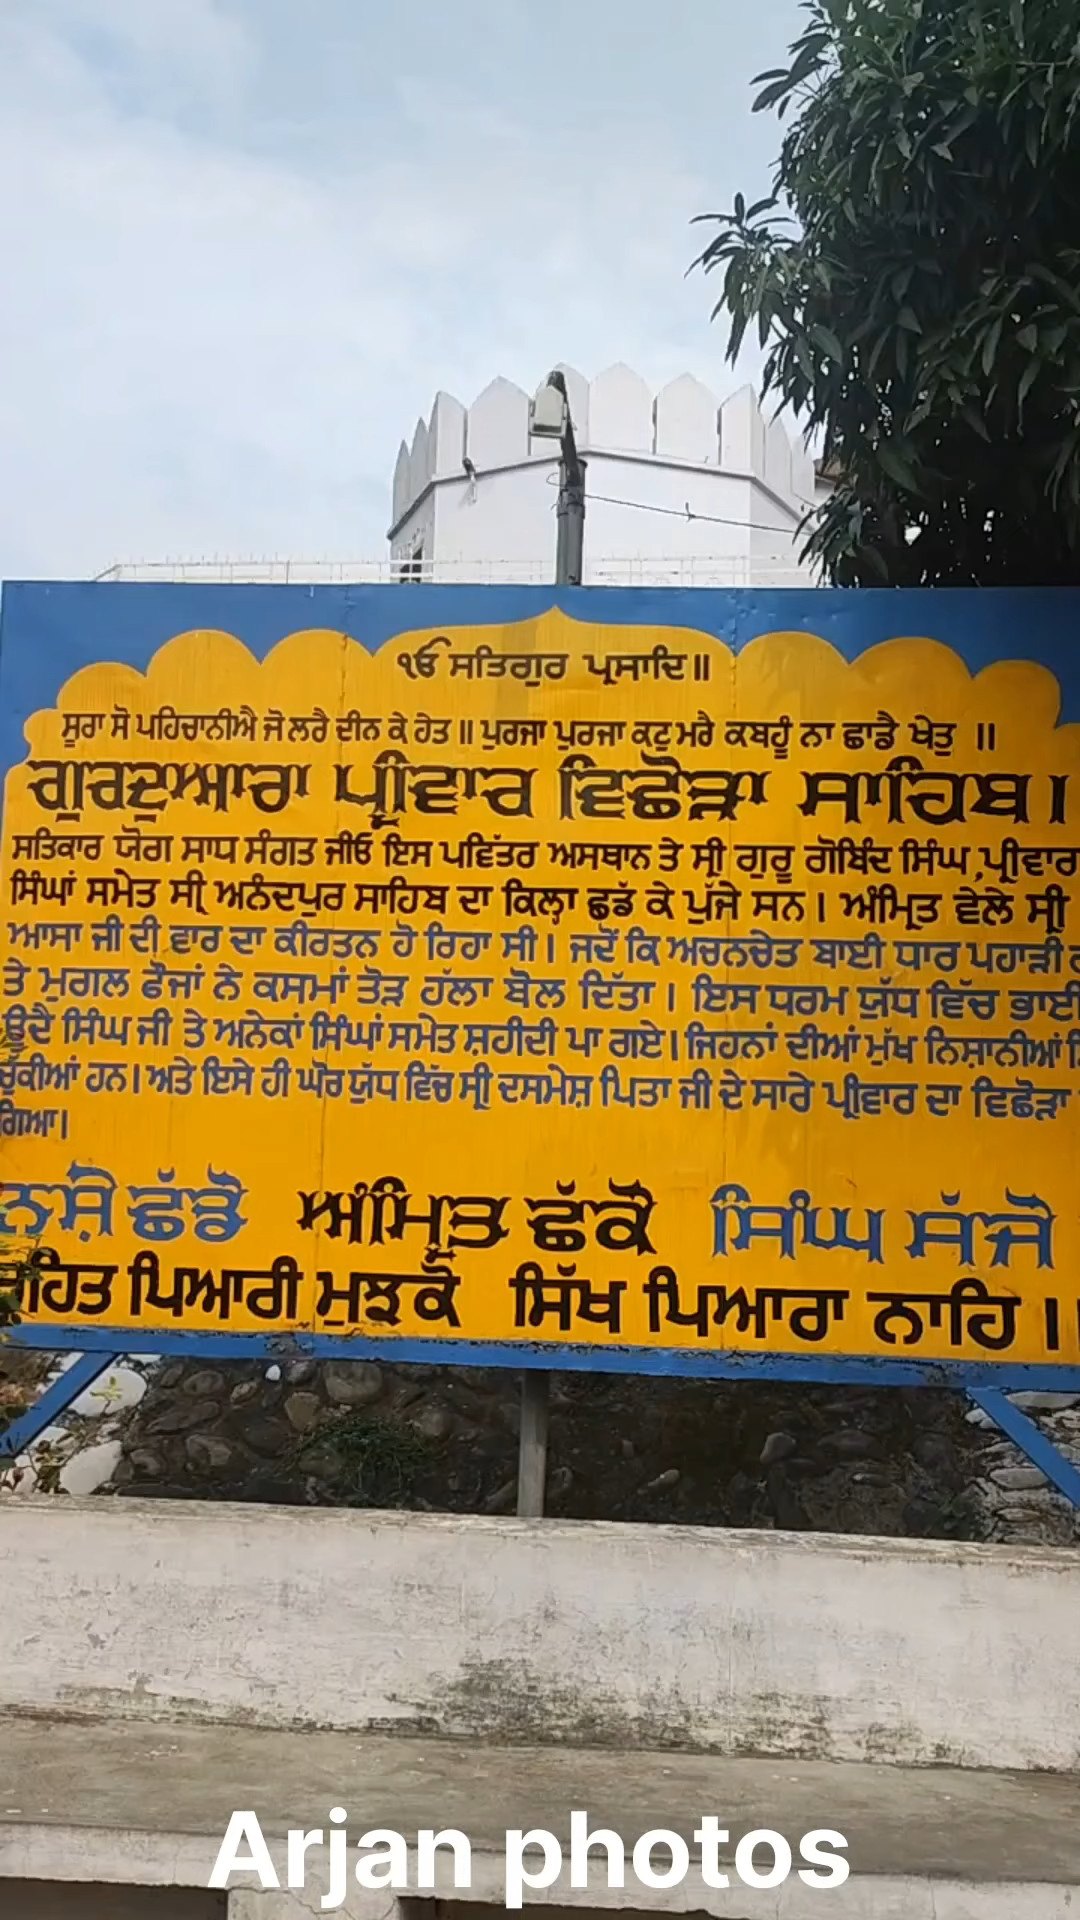 ੴ ਸਤਿਗੁਰ ਪ੍ਰਸਾਦਿ॥
ਸੂਰਾ ਸੋ ਪਹਿਚਾਨੀਐ ਜੋ ਲਰੈ ਦੀਨ ਕੇ ਹੇਤ॥ ਪੁਰਜਾ ਪੁਰਜਾ ਕਟੁ ਮਰੈ ਕਬਹੂੰ ਨਾ ਛਾਡੈ ਖੇਤੁ ॥
ਗੁਰਦੁਆਰਾ ਪ੍ਰੀਵਾਰ ਵਿਛੋੜਾ ਸਾਹਿਬ।
ਸਤਿਕਾਰ ਯੋਗ ਸਾਧ ਸੰਗਤ ਜੀਓ ਇਸ ਪਵਿੱਤਰ ਅਸਥਾਨ ਤੇ ਸ੍ਰੀ ਗੁਰੂ ਗੋਬਿੰਦ ਸਿੰਘ,ਪ੍ਰੀਵਾਰ
ਸਿੰਘਾਂ ਸਮੇਤ ਸ੍ਰੀ ਅਨੰਦਪੁਰ ਸਾਹਿਬ ਦਾ ਕਿਲ੍ਹਾ ਛਡੱ ਕੇ ਪੁੱਜੇ ਸਨ। ਅੰਮ੍ਰਿਤ ਵੇਲੇ ਸ੍ਰੀ
ਆਸਾ ਜੀ ਦੀ ਵਾਰ ਦਾ ਕੀਰਤਨ ਹੋ ਰਿਹਾ ਸੀ। ਜਦੋਂ ਕਿ ਅਚਨਚੇਤ ਬਾਈ ਧਾਰ ਪਹਾੜੀ
ਤੇ ਮੁਗਲ ਫੌਜਾਂ ਨੇ ਕਸਮਾਂ ਤੋੜ ਹੱਲਾ ਬੋਲ ਦਿੱਤਾ। ਇਸ ਧਰਮ ਯੁੱਧ ਵਿੱਚ ਭਾਈ
ਉਦੈ ਸਿੰਘ ਜੀ ਤੇ ਅਨੇਕਾਂ ਸਿੰਘਾਂ ਸਮੇਤ ਸ਼ਹੀਦੀ ਪਾ ਗਏ। ਜਿਹਨਾਂ ਦੀਆਂ ਮੁੱਖ ਨਿਸ਼ਾਨੀਆਂ
ਚੁੱਕੀਆਂ ਹਨ। ਅਤੇ ਇਸੇ ਹੀ ਘੋਰ ਯੁੱਧ ਵਿੱਚ ਸ੍ਰੀ ਦਸਮੇਸ਼ ਪਿਤਾ ਜੀ ਦੇ ਸਾਰੇ ਪ੍ਰੀਵਾਰ ਦਾ ਵਿਛੋੜਾ
ਗਿਆ।
ਨਸ਼ੇ ਛੱਡੋ ਅੰਮ੍ਰਿਤ ਛੱਕੋ ਸਿੰਘ ਸੱਜੋ
ਰਹਿਤ ਪਿਆਰੀ ਮੁਝਕੋ ਸਿੱਖ ਪਿਆਰਾ ਨਾਹਿ।।
Arjan photos